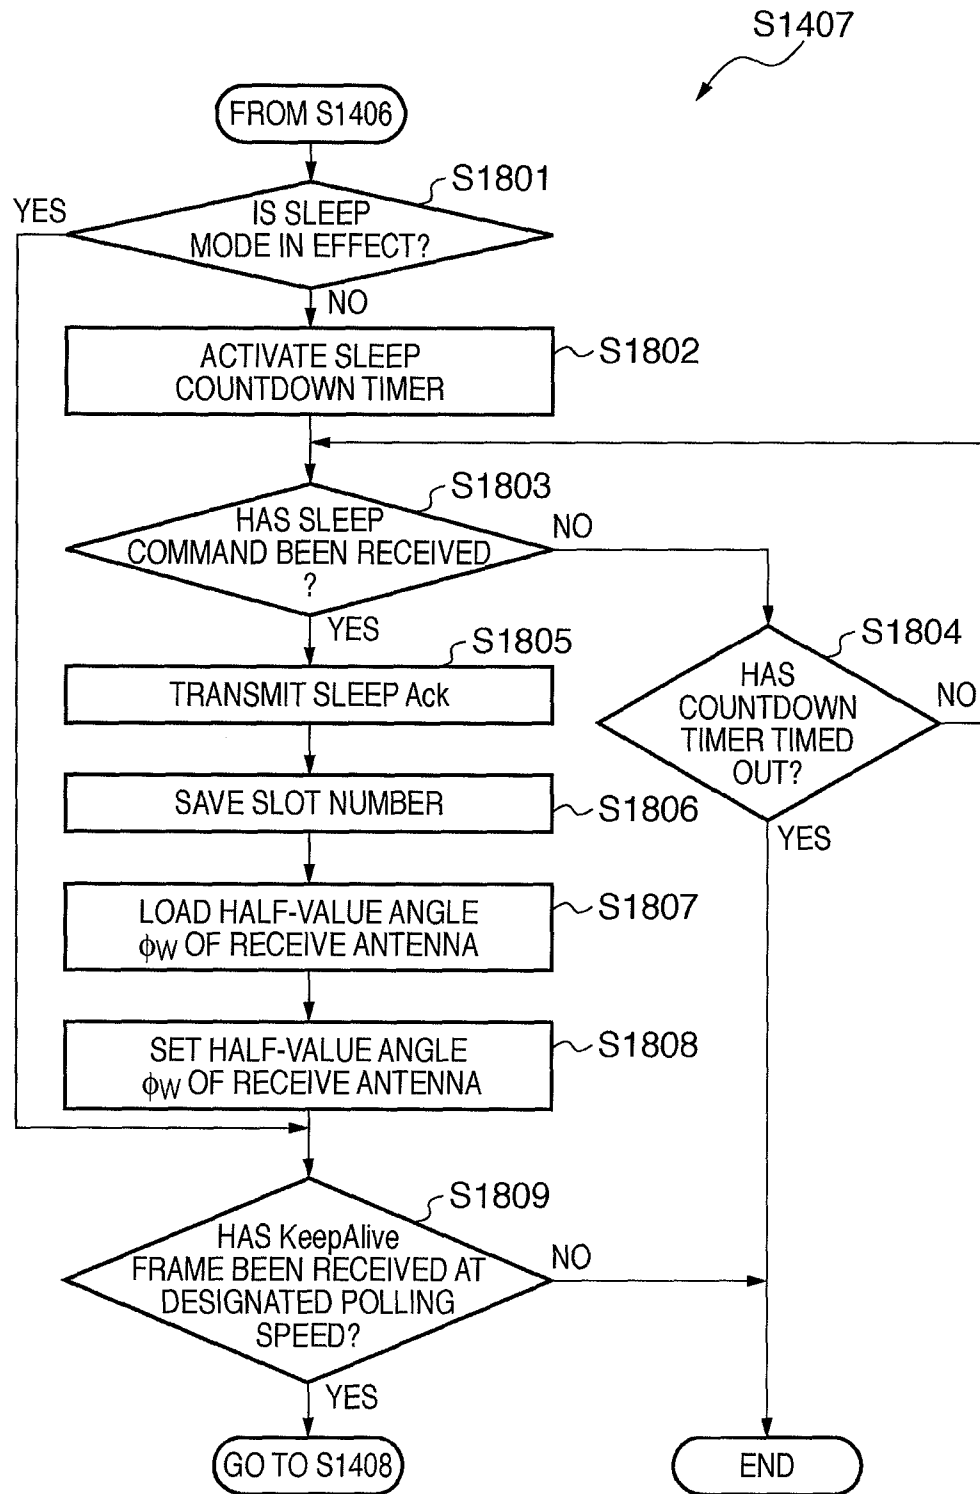 S1407
FROM S1406
S1801
YES
IS SLEEP
MODE IN EFFECT?
NO
ACTIVATE SLEEP
COUNTDOWN TIMER
S1802
S1803
HAS SLEEP
COMMAND BEEN RECEIVED
?
NO
YES
S1805
TRANSMIT SLEEP Ack
S1804
HAS
COUNTDOWN
TIMER TIMED
OUT?
NO
YES
SAVE SLOT NUMBER
S1806
LOAD HALF-VALUE ANGLE
ϕW OF RECEIVE ANTENNA
S1807
SET HALF-VALUE ANGLE
ϕW OF RECEIVE ANTENNA
S1808
S1809
HAS KeepAlive
FRAME BEEN RECEIVED AT
DESIGNATED POLLING
SPEED?
NO
YES
GO TO S1408
END